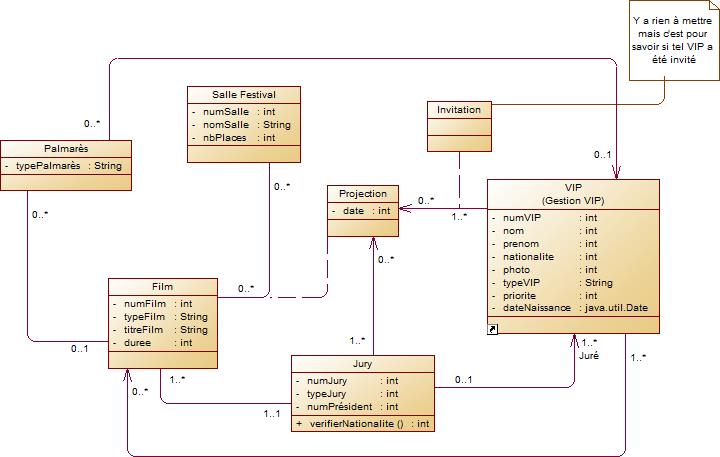 Y a rien à mettre
mais c'est pour
savoir si tel VIP a
été invité
Salle Festival
- numSalle : int
- nomSalle : String
- nbPlaces : int
Invitation
0..*
Palmarès
- typePalmarès : String
0..1
0..*
Projection
- date : int
0..*
1..*
VIP
(Gestion VIP)
- numVIP : int
- nom : int
- prenom : int
- nationalite : int
- photo : int
- typeVIP : String
- priorite : int
- dateNaissance : java.util.Date
0..*
0..*
Film
- numFilm : int
- typeFilm : String
- titreFilm : String
- duree : int
0..*
0..1
1..*
1..*
Juré
1..*
Jury
- numJury : int
- typeJury : int
- numPrésident : int
+ verifierNationalite () : int
0..1
0..*
1..*
1..1